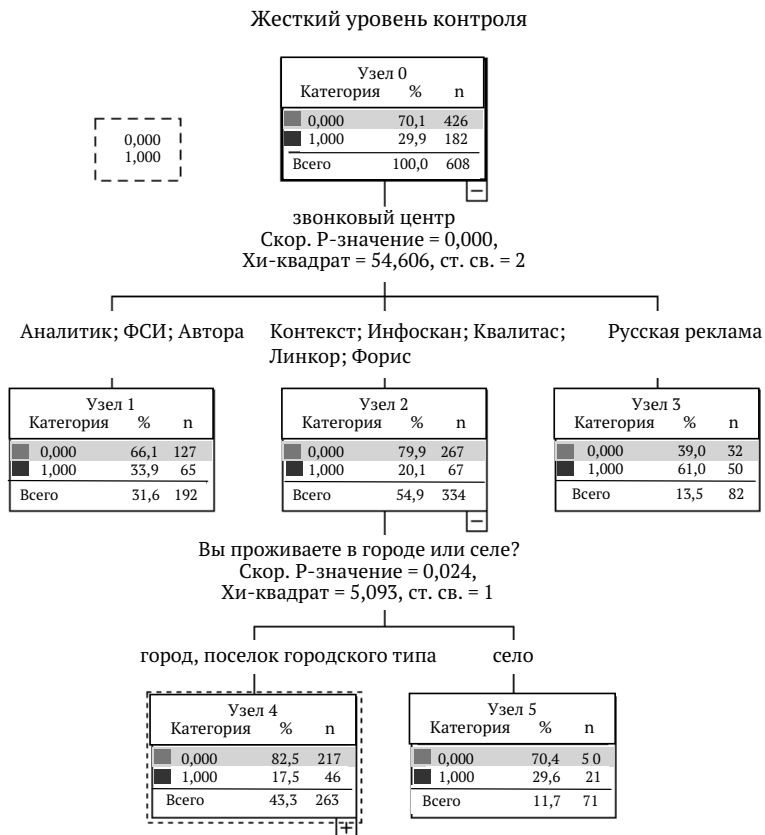 Жесткий уровень контроля
Узел 0
Категория % n
0,000 70,1 426
1,000 29,9 182
Всего 100,0 608
0,000
1,000
звонковый центр
Скор. P-значение = 0,000,
Хи-квадрат = 54,606, ст. св. = 2
Аналитик; ФСИ; Автора
Контекст; Инфоскан; Квалитас;
Линкор; Форис
Русская реклама
Узел 1
Категория % n
0,000 66,1 127
1,000 33,9 65
Всего 31,6 192
Узел 2
Категория % n
0,000 79,9 267
1,000 20,1 67
Всего 54,9 334
Узел 3
Категория % n
0,000 39,0 32
1,000 61,0 50
Всего 13,5 82
Вы проживаете в городе или селе?
Скор. P-значение = 0,024,
Хи-квадрат = 5,093, ст. св. = 1
город, поселок городского типа
село
Узел 4
Категория % n
0,000 82,5 217
1,000 17,5 46
Всего 43,3 263
Узел 5
Категория % n
0,000 70,4 5 0
1,000 29,6 21
Всего 11,7 71